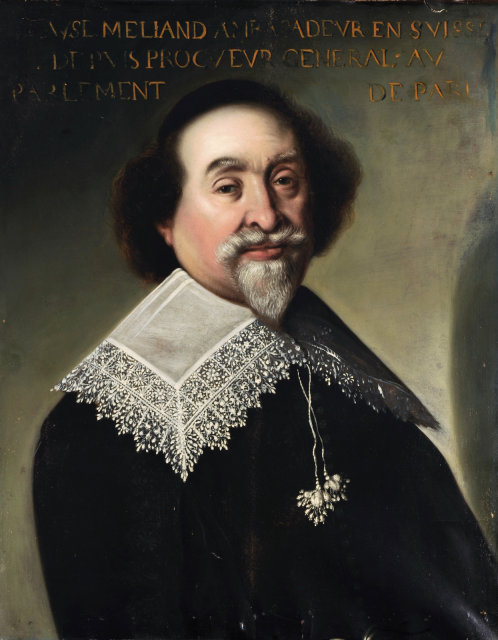 MELIAND AMBASADEVR EN SVISSE
DEPVIS PROCVEVR GENERAL AV
PARLEMENT DE PARI